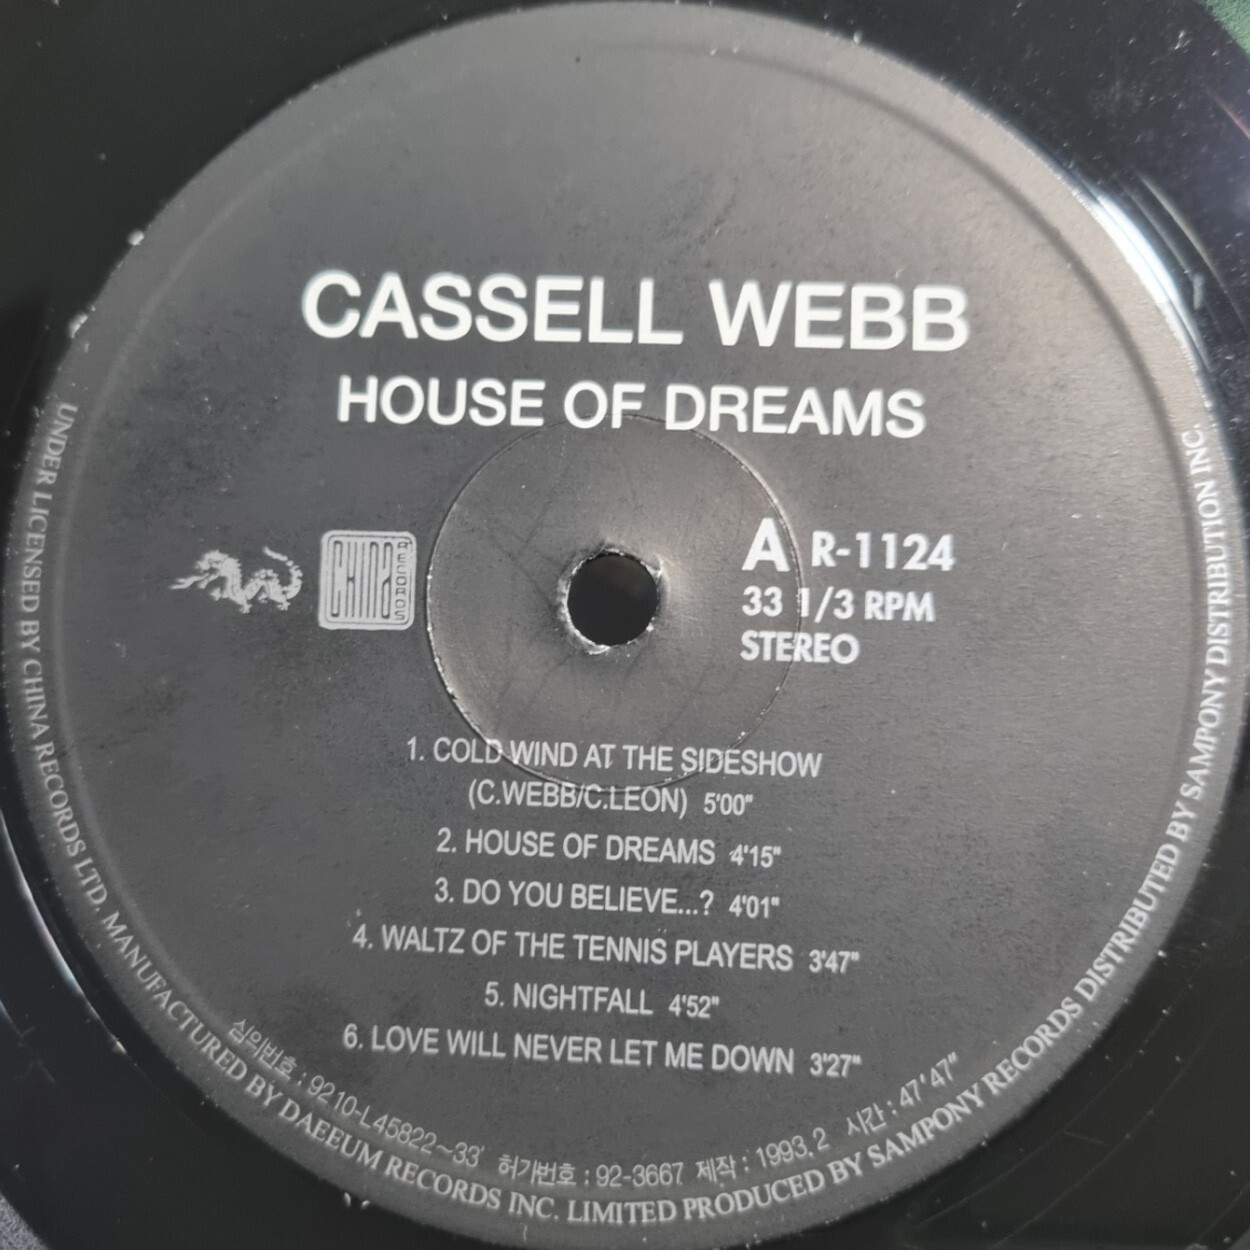 CASSELL WEBB
HOUSE OF DREAMS
CHINA RECORDS
A R-1124
33 1/3 RPM
STEREO
1. COLD WIND AT THE SIDESHOW
(C.WEBB/C.LEON) 5'00"
2. HOUSE OF DREAMS 4'15"
3. DO YOU BELIEVE...? 4'01"
4. WALTZ OF THE TENNIS PLAYERS 3'47"
5. NIGHTFALL 4'52"
6. LOVE WILL NEVER LET ME DOWN 3'27"
심의번호 : 9210-L45822~33' 허가번호 : 92-3667 제작 : 1993.2 시간 : 47'47"
UNDER LICENSED BY CHINA RECORDS LTD. MANUFACTURED BY DAEEUM RECORDS INC. LIMITED PRODUCED BY SAMPONY RECORDS DISTRIBUTED BY SAMPONY DISTRIBUTION INC.